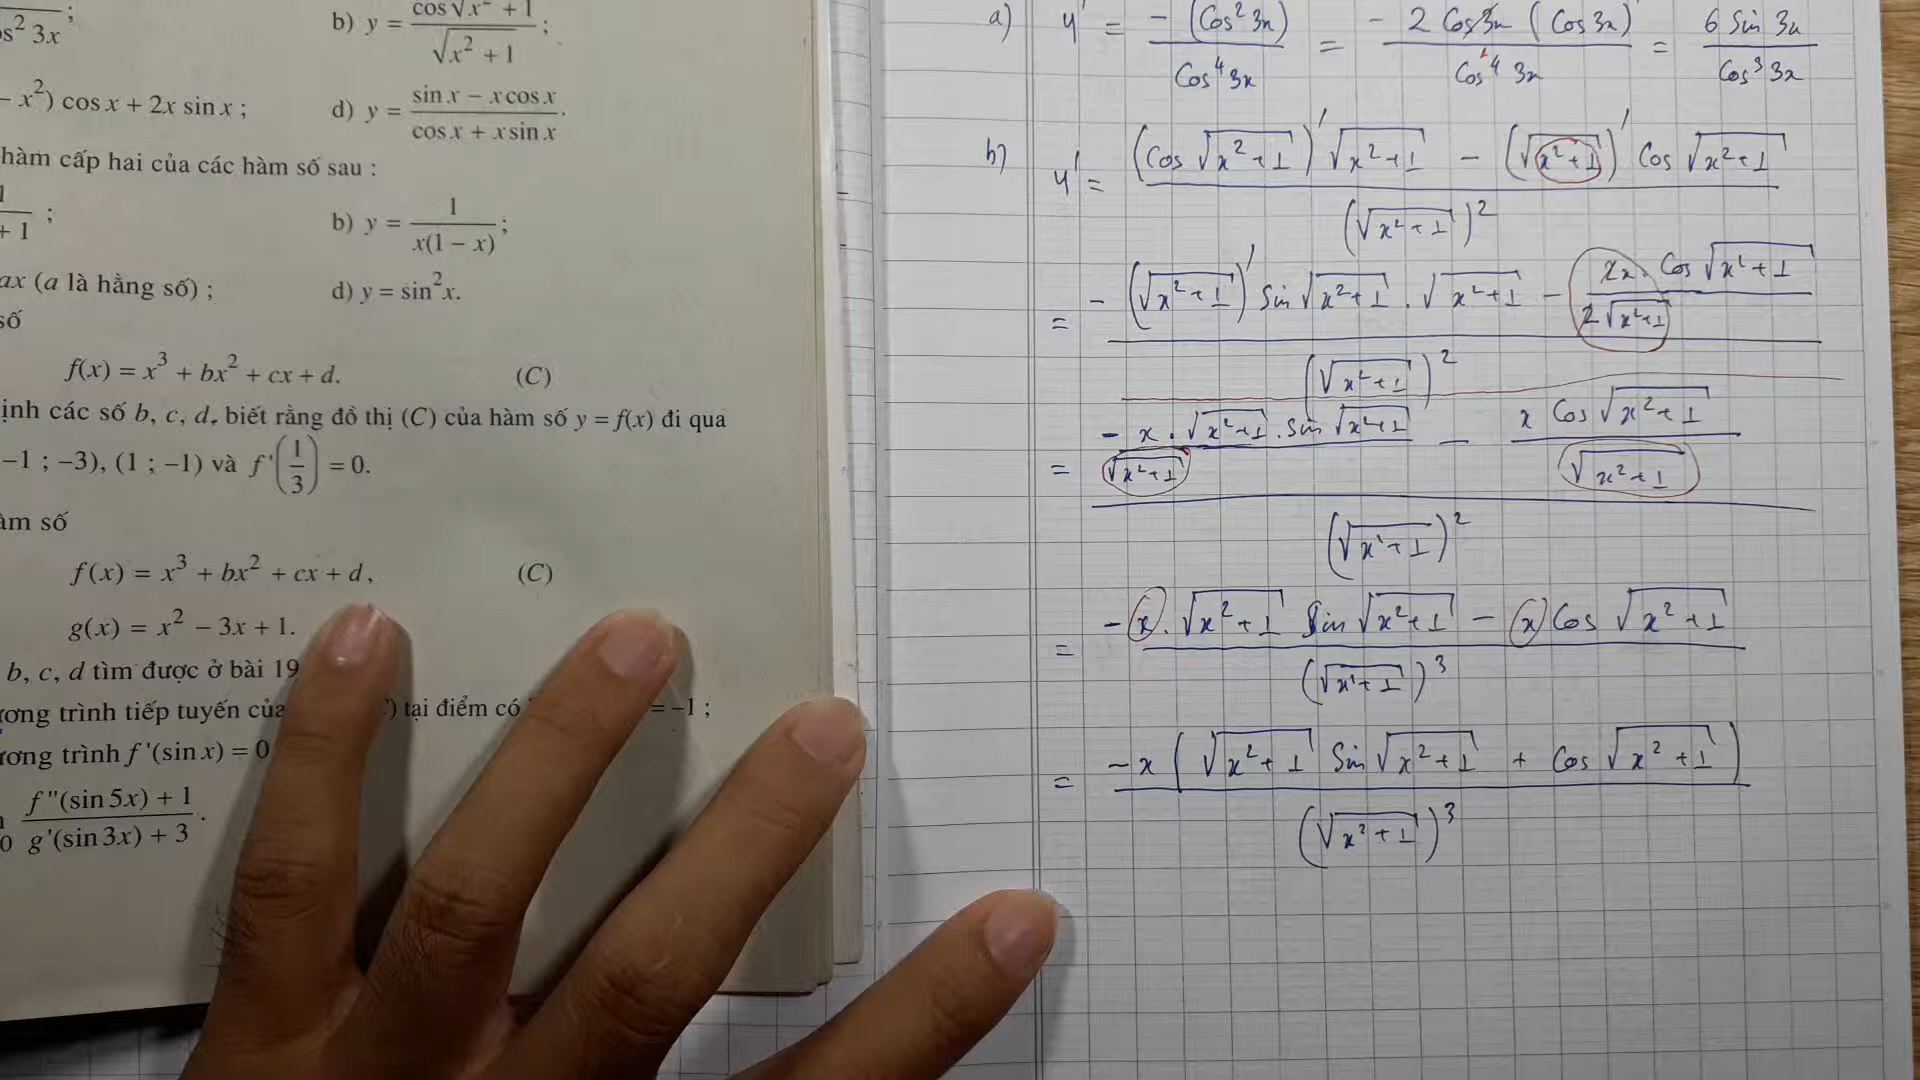 s² 3x ;
b) y = cos√x² + 1 / √x² + 1 ;
− x²) cos x + 2x sin x ;
d) y = sin x − x cos x / cos x + x sin x .
hàm cấp hai của các hàm số sau :
+ 1 ;
b) y = 1 / x(1 − x) ;
ax (a là hằng số) ;
d) y = sin²x.
số
f(x) = x³ + bx² + cx + d. (C)
ịnh các số b, c, d, biết rằng đồ thị (C) của hàm số y = f(x) đi qua
−1 ; −3), (1 ; −1) và f '(1/3) = 0.
àm số
f(x) = x³ + bx² + cx + d, (C)
g(x) = x² − 3x + 1.
b, c, d tìm được ở bài 19
ơng trình tiếp tuyến của ) tại điểm có = −1 ;
ơng trình f '(sin x) = 0
0 f ''(sin 5x) + 1 / g '(sin 3x) + 3 .
a) y' = − (Cos² 3x) / Cos⁴ 3x = − 2 Cos 3x (Cos 3x)' / Cos⁴ 3x = 6 Sin 3x / Cos³ 3x
b) y' = (Cos √x² + 1)' √x² + 1 − (√x² + 1)' Cos √x² + 1 / (√x² + 1)²
= − (√x² + 1)' Sin √x² + 1 . √x² + 1 − 2x . Cos √x² + 1 / 2√x² + 1 / (√x² + 1)²
= − x . √x² + 1 . Sin √x² + 1 / √x² + 1 − x Cos √x² + 1 / √x² + 1 / (√x² + 1)²
= − x . √x² + 1 Sin √x² + 1 − x Cos √x² + 1 / (√x² + 1)³
= − x ( √x² + 1 Sin √x² + 1 + Cos √x² + 1 ) / (√x² + 1)³